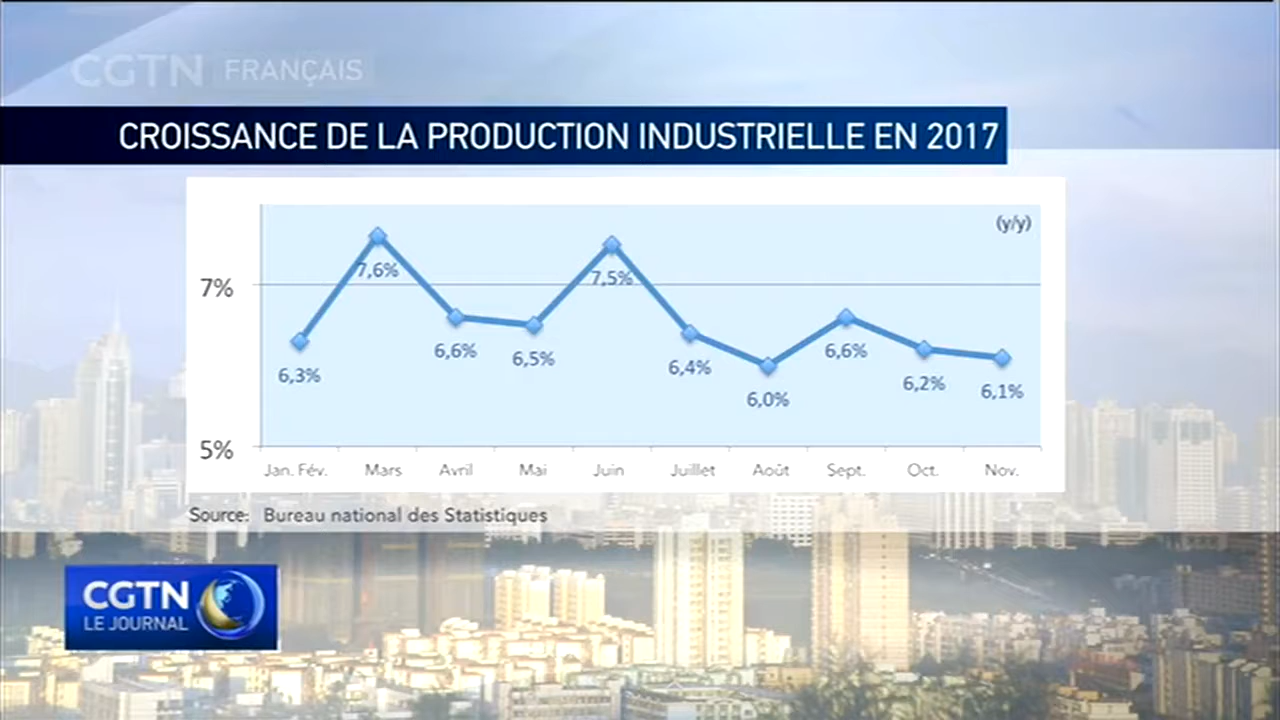 CGTN FRANÇAIS
CROISSANCE DE LA PRODUCTION INDUSTRIELLE EN 2017
(y/y)
7%
5%
6,3%
7,6%
6,6%
6,5%
7,5%
6,4%
6,0%
6,6%
6,2%
6,1%
Jan. Fév. Mars Avril Mai Juin Juillet Août Sept. Oct. Nov.
Source: Bureau national des Statistiques
CGTN
LE JOURNAL